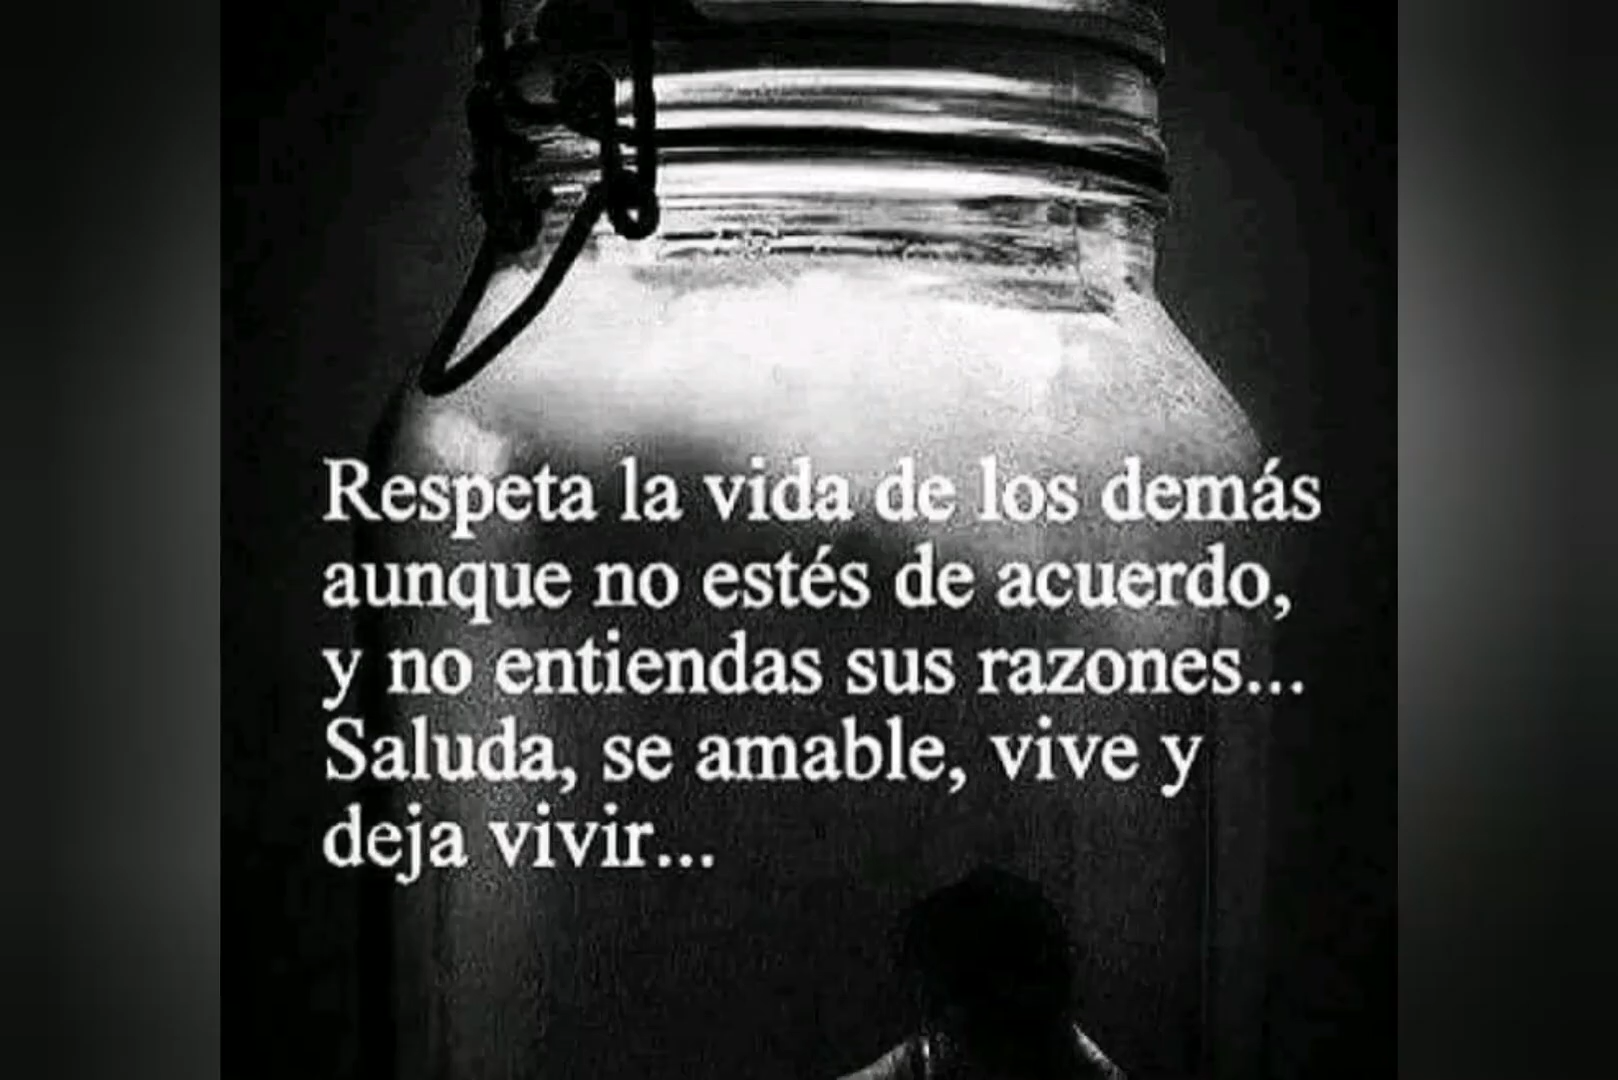 Respeta la vida de los demás
aunque no estés de acuerdo,
y no entiendas sus razones...
Saluda, se amable, vive y
deja vivir...